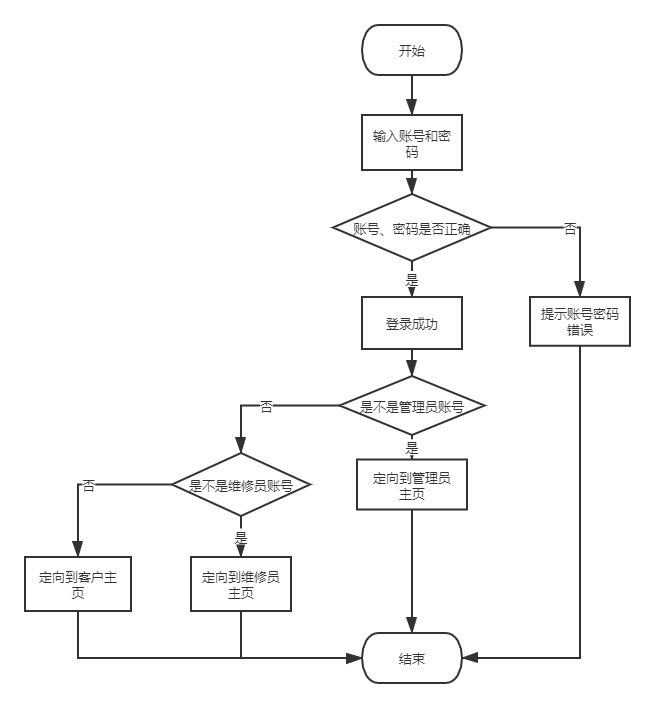 开始
输入账号和密
码
账号、密码是否正确
否
是
登录成功
提示账号密码
错误
是不是管理员账号
否
是
定向到管理员
主页
是不是维修员账号
否
是
定向到客户主
页
定向到维修员
主页
结束